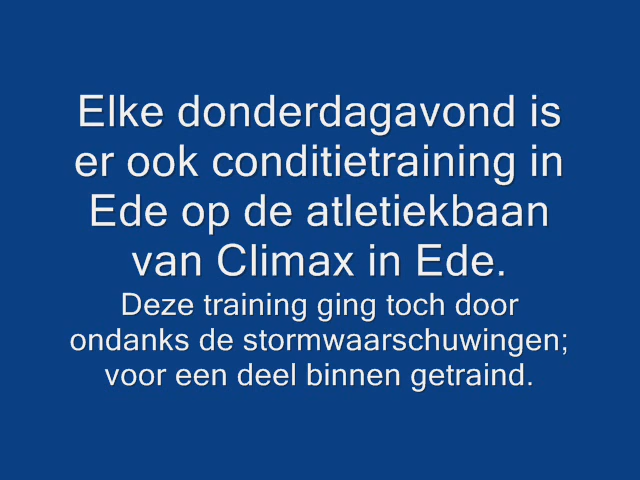 Elke donderdagavond is
er ook conditietraining in
Ede op de atletiekbaan
van Climax in Ede.
Deze training ging toch door
ondanks de stormwaarschuwingen;
voor een deel binnen getraind.